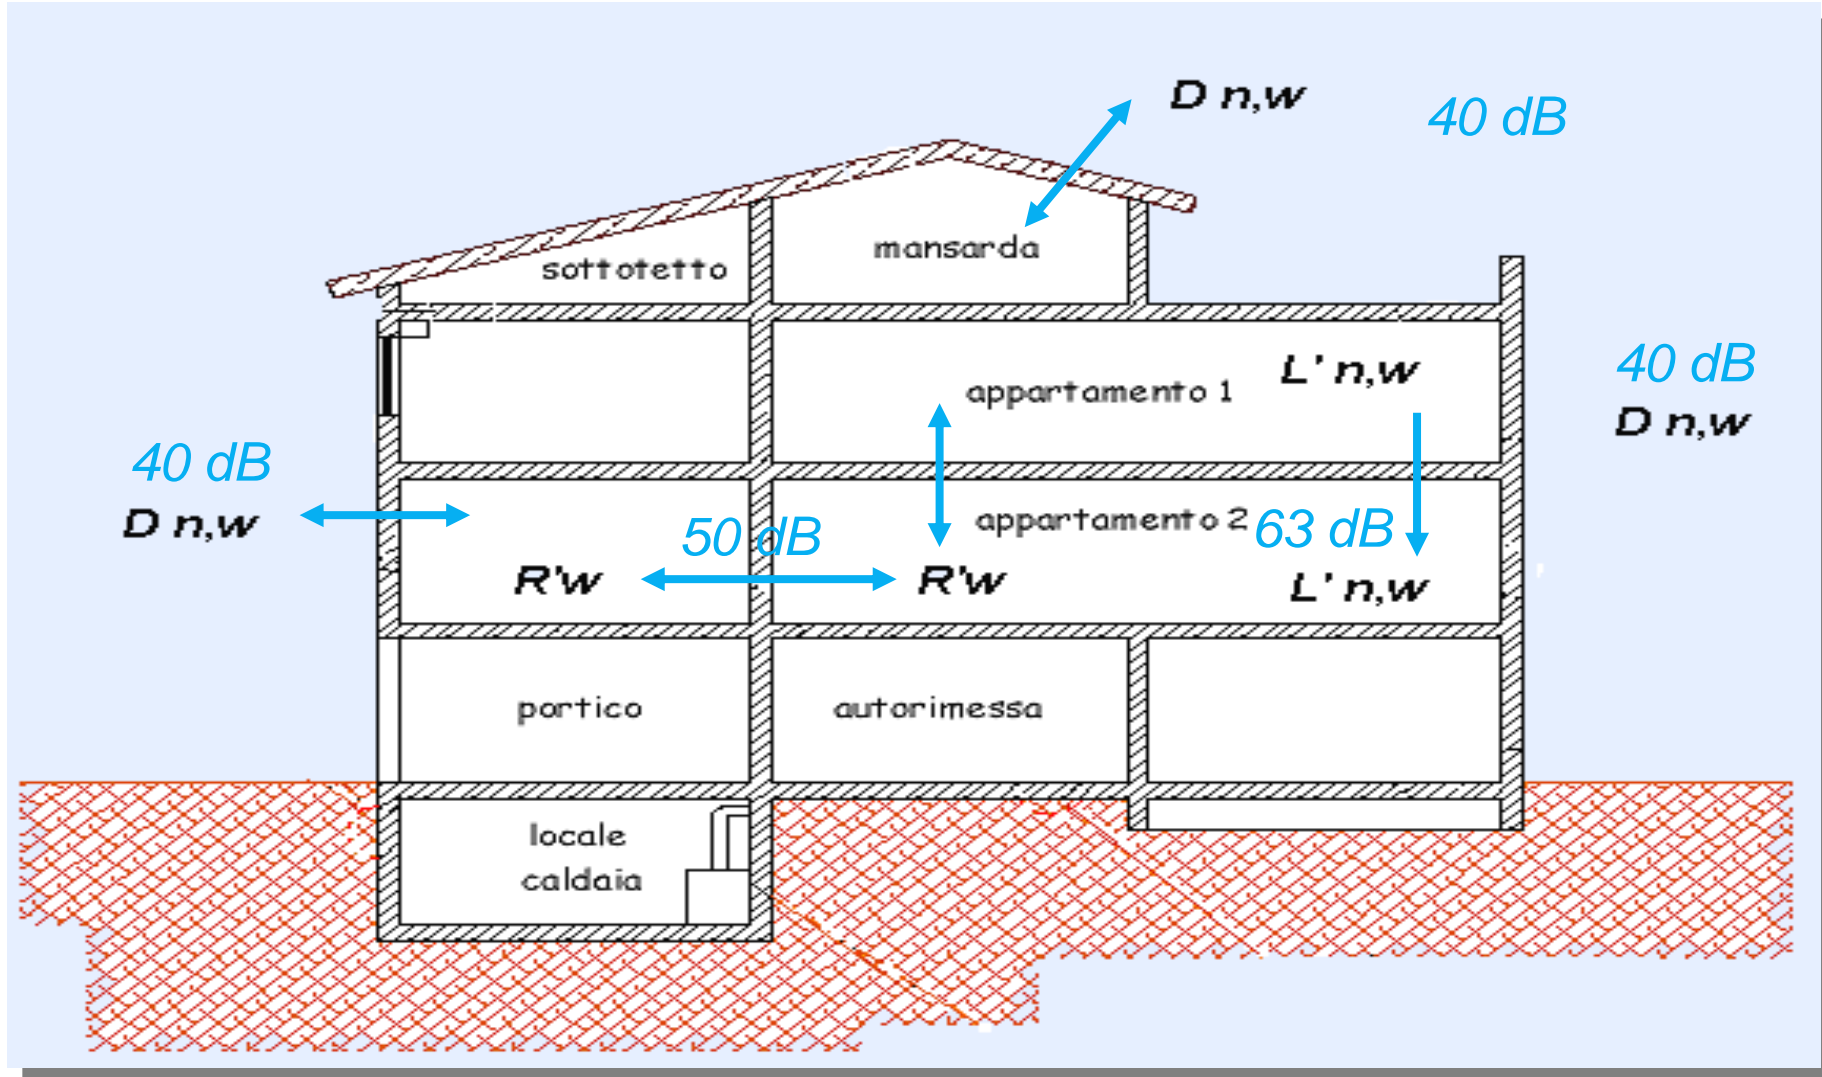 D n,w
40 dB
mansarda
sottotetto
L' n,w
appartamento 1
40 dB
D n,w
40 dB
D n,w
appartamento 2
63 dB
50 dB
R'w
R'w
L' n,w
portico
autorimessa
locale
caldaia